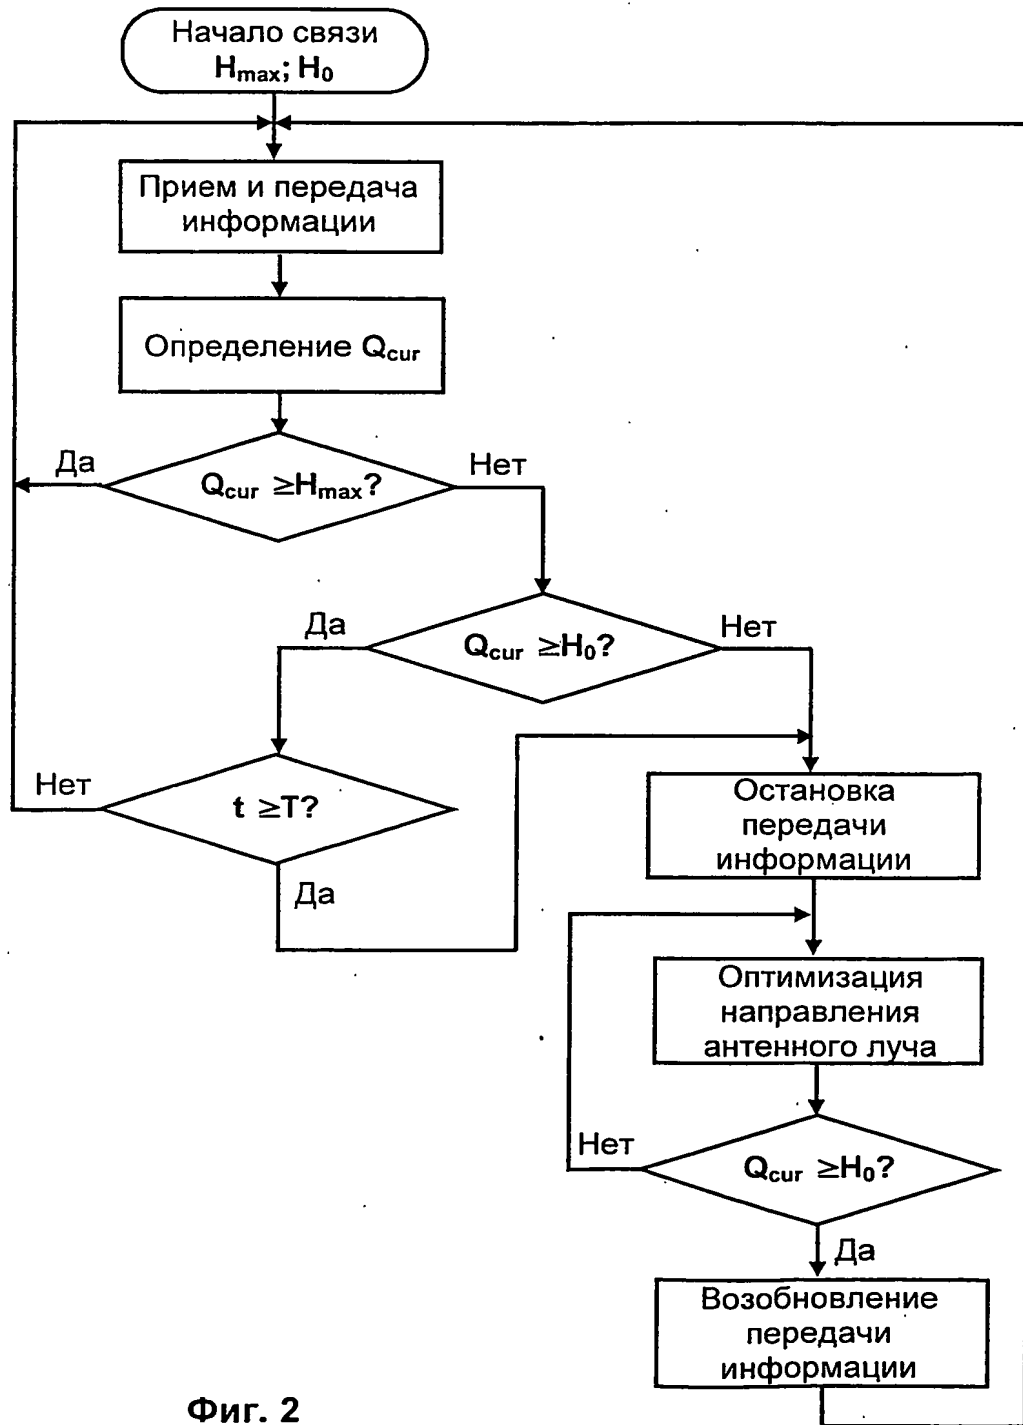 Начало связи
Hmax; H0
Прием и передача
информации
Определение Qcur
Да
Qcur ≥Hmax?
Нет
Да
Qcur ≥H0?
Нет
Нет
t ≥T?
Да
Остановка
передачи
информации
Оптимизация
направления
антенного луча
Нет
Qcur ≥H0?
Да
Возобновление
передачи
информации
Фиг. 2